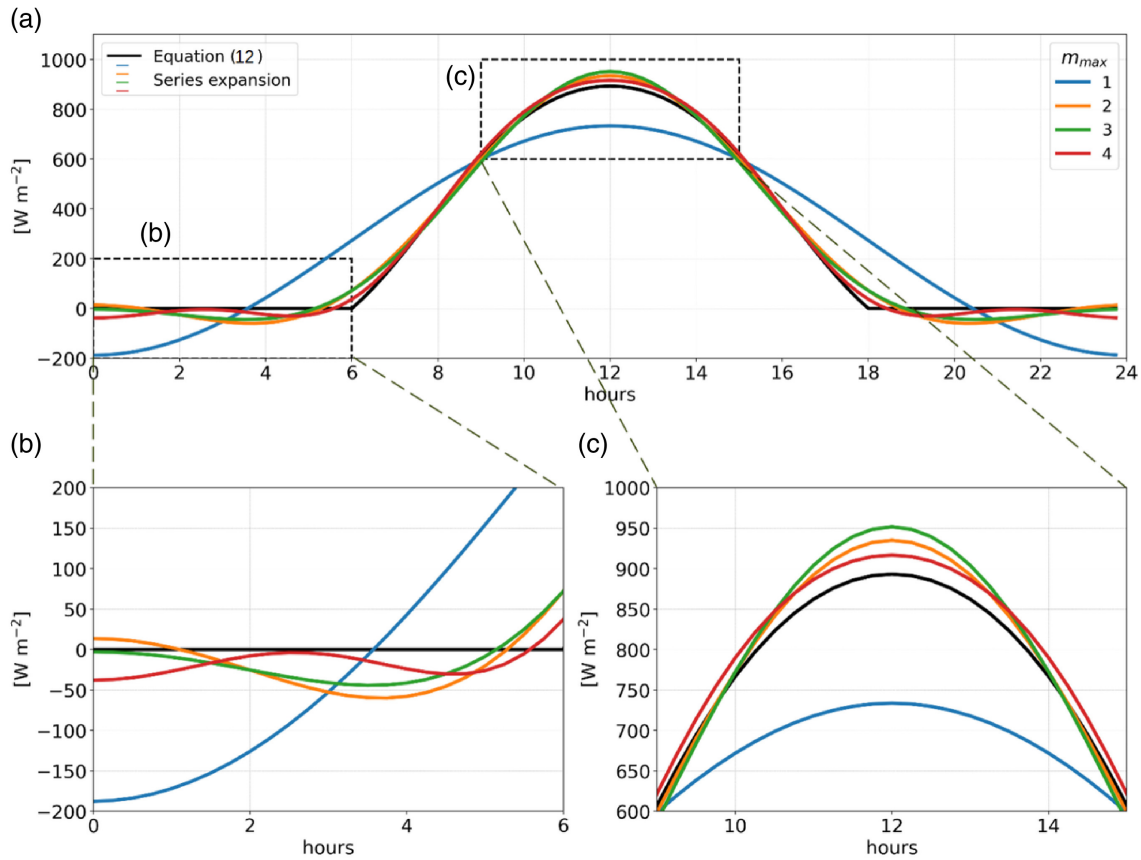 (a)
Equation (12)
Series expansion
m_max
1
2
3
4
(c)
(b)
[W m⁻²]
1000
800
600
400
200
0
−200
0 2 4 6 8 10 12 14 16 18 20 22 24
hours
(b)
[W m⁻²]
200
150
100
50
0
−50
−100
−150
−200
0 2 4 6
hours
(c)
[W m⁻²]
1000
950
900
850
800
750
700
650
600
10 12 14
hours